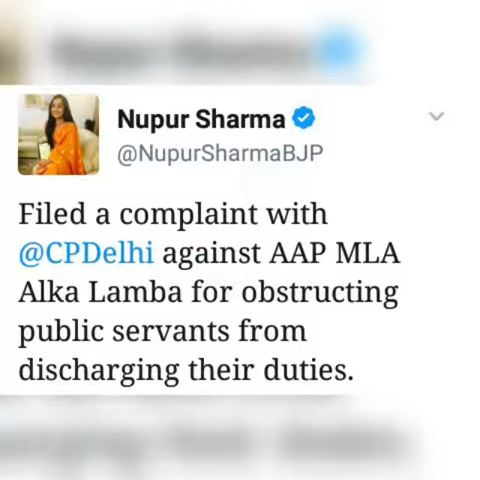 Nupur Sharma
@NupurSharmaBJP
Filed a complaint with
@CPDelhi against AAP MLA
Alka Lamba for obstructing
public servants from
discharging their duties.